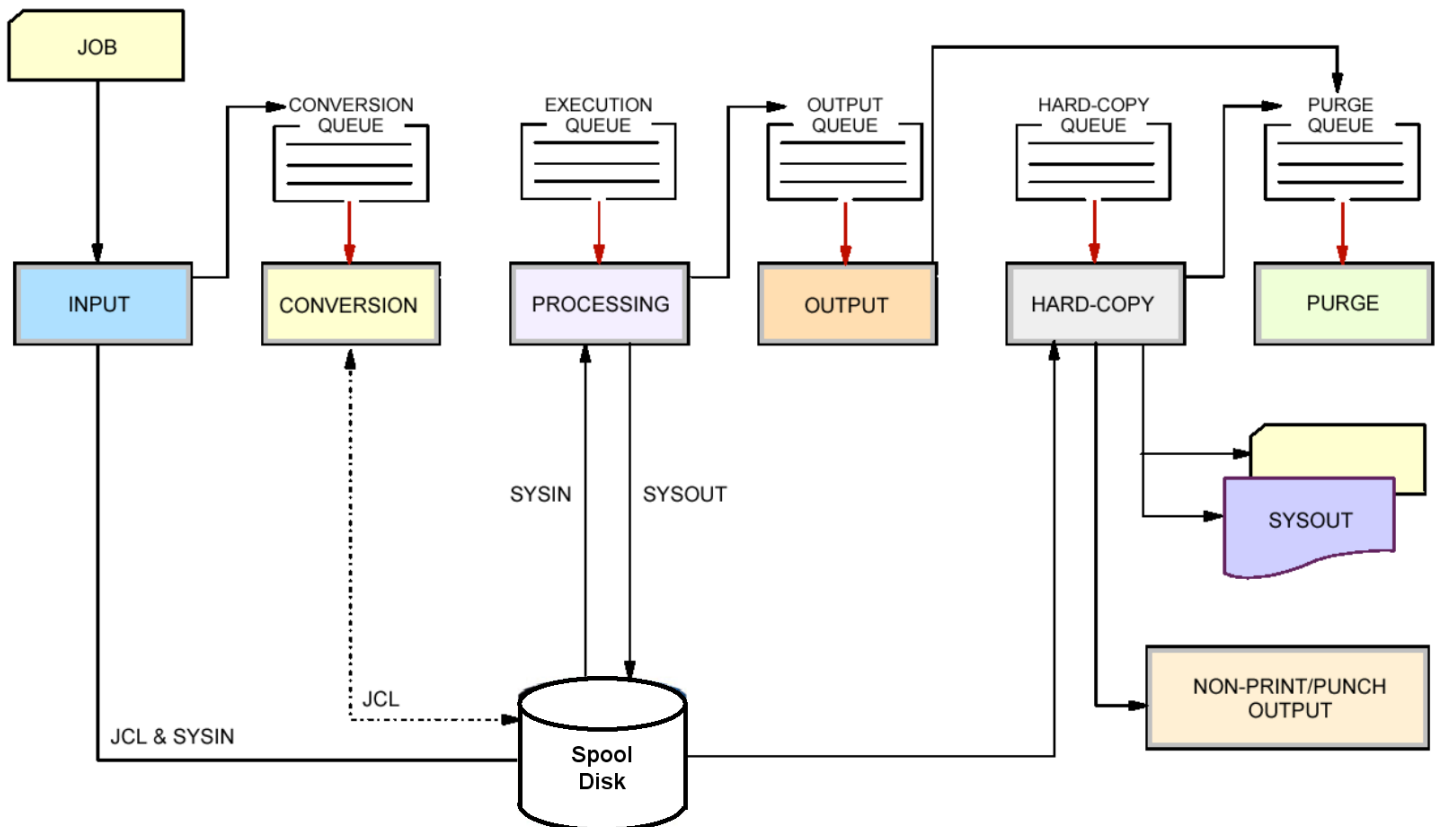 JOB
CONVERSION
QUEUE
EXECUTION
QUEUE
OUTPUT
QUEUE
HARD-COPY
QUEUE
PURGE
QUEUE
INPUT
CONVERSION
PROCESSING
OUTPUT
HARD-COPY
PURGE
SYSIN
SYSOUT
SYSOUT
JCL
NON-PRINT/PUNCH
OUTPUT
JCL & SYSIN
Spool
Disk